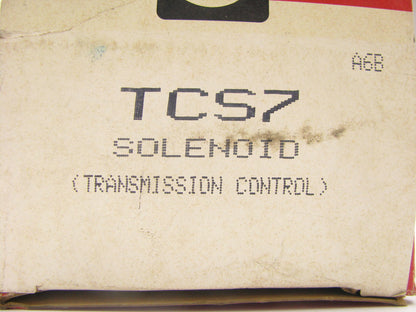 A6B
TCS7
SOLENOID
(TRANSMISSION CONTROL)